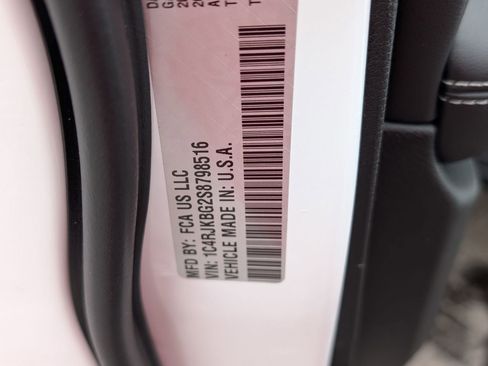 MFD BY: FCA US LLC
VIN: 1C4RJKBG2S8798516
VEHICLE MADE IN: U.S.A.